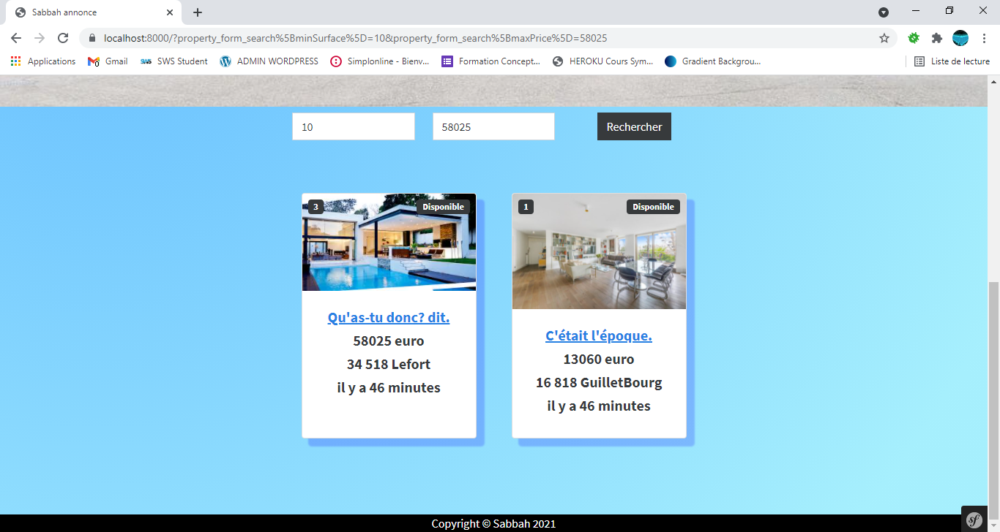 Sabbah annonce
localhost:8000/?property_form_search%5BminSurface%5D=10&property_form_search%5BmaxPrice%5D=58025
Applications Gmail SWS Student ADMIN WORDPRESS Simplonline - Bienv... Formation Concept... HEROKU Cours Sym... Gradient Backgrou... Liste de lecture
10 58025 Rechercher
3 Disponible
Qu'as-tu donc? dit.
58025 euro
34 518 Lefort
il y a 46 minutes
1 Disponible
C'était l'époque.
13060 euro
16 818 GuilletBourg
il y a 46 minutes
Copyright © Sabbah 2021
sf